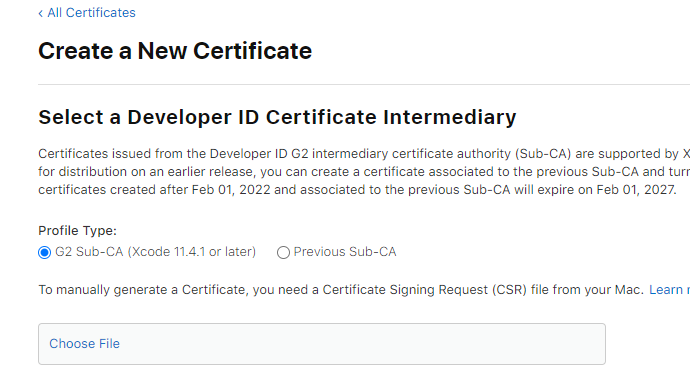 ‹ All Certificates
Create a New Certificate
Select a Developer ID Certificate Intermediary
Certificates issued from the Developer ID G2 intermediary certificate authority (Sub-CA) are supported by X
for distribution on an earlier release, you can create a certificate associated to the previous Sub-CA and turn
certificates created after Feb 01, 2022 and associated to the previous Sub-CA will expire on Feb 01, 2027.
Profile Type:
G2 Sub-CA (Xcode 11.4.1 or later) Previous Sub-CA
To manually generate a Certificate, you need a Certificate Signing Request (CSR) file from your Mac. Learn
Choose File